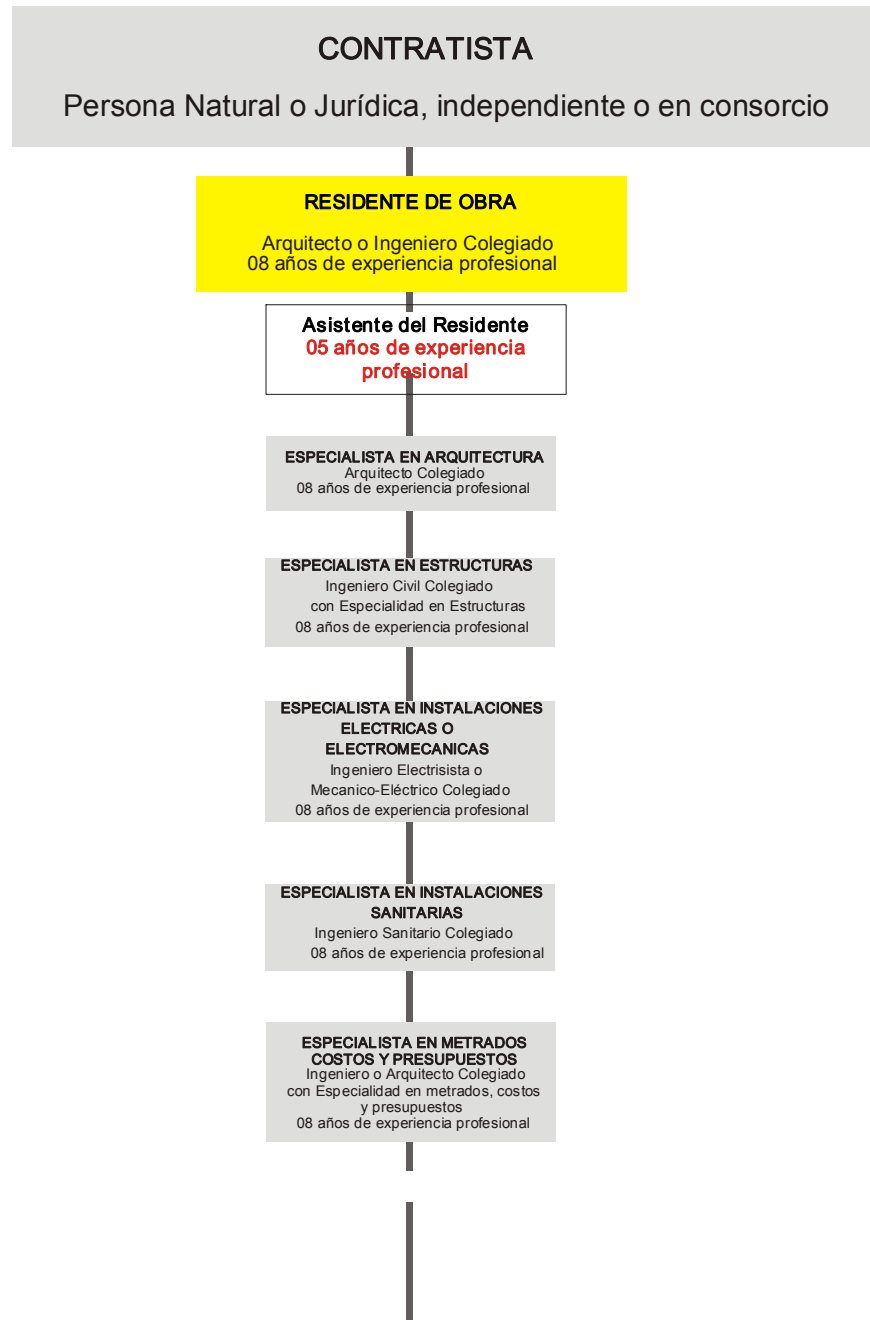 CONTRATISTA
Persona Natural o Jurídica, independiente o en consorcio
RESIDENTE DE OBRA
Arquitecto o Ingeniero Colegiado
08 años de experiencia profesional
Asistente del Residente
05 años de experiencia
profesional
ESPECIALISTA EN ARQUITECTURA
Arquitecto Colegiado
08 años de experiencia profesional
ESPECIALISTA EN ESTRUCTURAS
Ingeniero Civil Colegiado
con Especialidad en Estructuras
08 años de experiencia profesional
ESPECIALISTA EN INSTALACIONES
ELECTRICAS O
ELECTROMECANICAS
Ingeniero Electrisista o
Mecanico-Eléctrico Colegiado
08 años de experiencia profesional
ESPECIALISTA EN INSTALACIONES
SANITARIAS
Ingeniero Sanitario Colegiado
08 años de experiencia profesional
ESPECIALISTA EN METRADOS
COSTOS Y PRESUPUESTOS
Ingeniero o Arquitecto Colegiado
con Especialidad en metrados, costos
y presupuestos
08 años de experiencia profesional